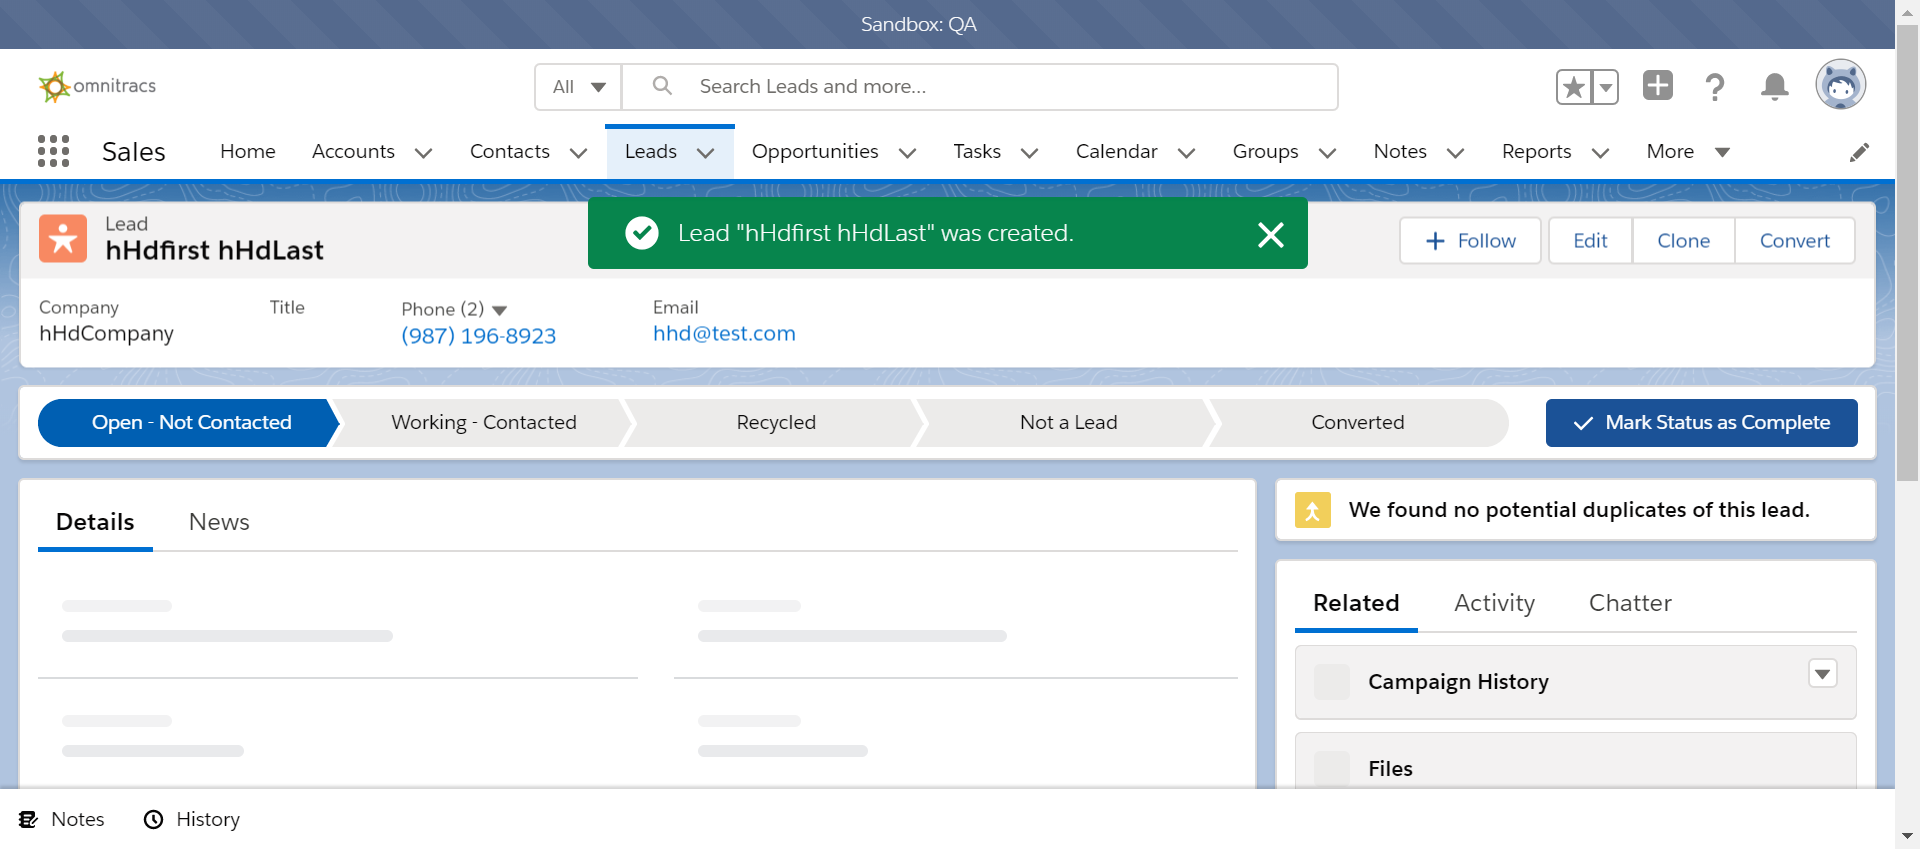 Sandbox: QA
omnitracs
All
Search Leads and more...
Sales
Home
Accounts
Contacts
Leads
Opportunities
Tasks
Calendar
Groups
Notes
Reports
More
Lead
hHdfirst hHdLast
Lead "hHdfirst hHdLast" was created.
Follow
Edit
Clone
Convert
Company
hHdCompany
Title
Phone (2)
(987) 196-8923
Email
hhd@test.com
Open - Not Contacted
Working - Contacted
Recycled
Not a Lead
Converted
Mark Status as Complete
Details
News
We found no potential duplicates of this lead.
Related
Activity
Chatter
Campaign History
Files
Notes
History